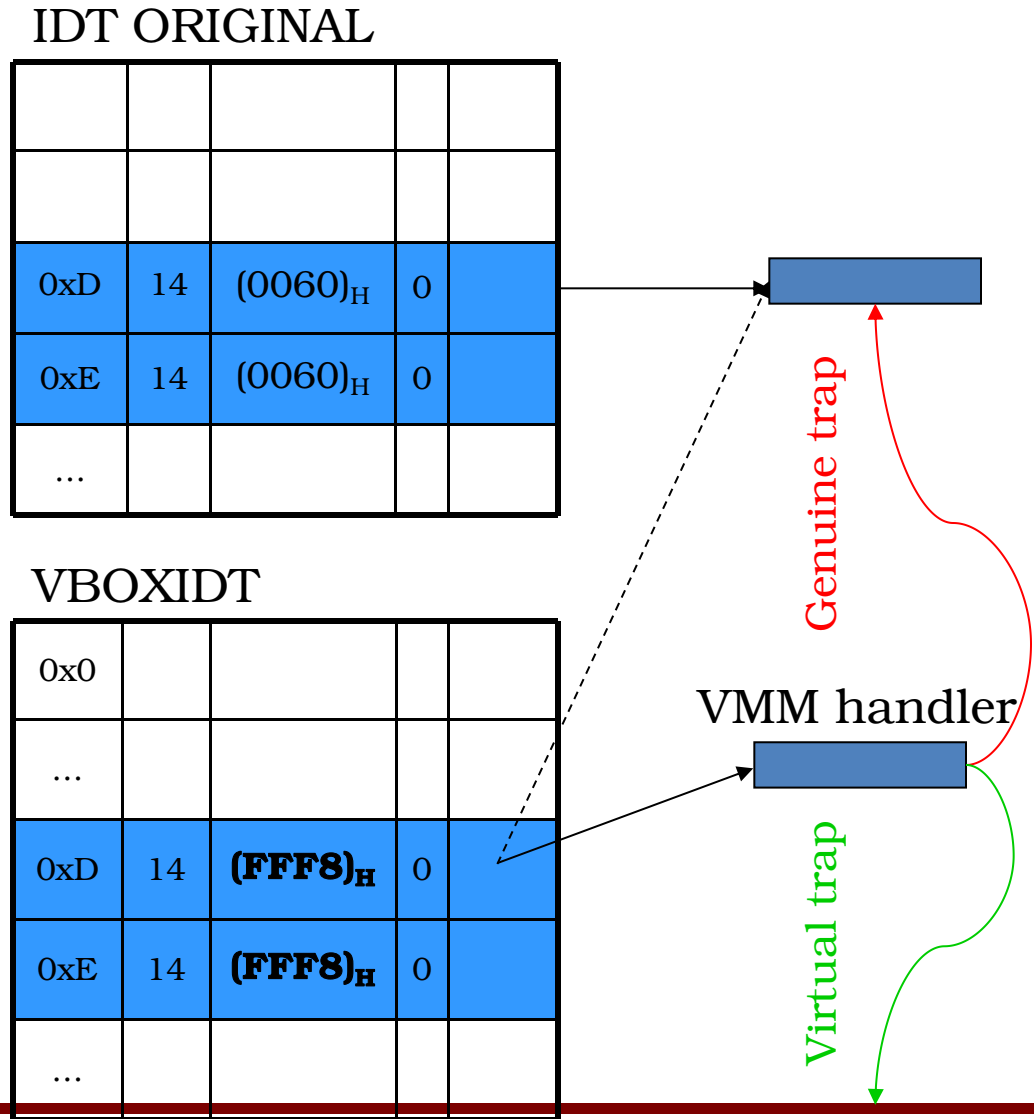 IDT ORIGINAL
0xD 14 (0060)H 0
0xE 14 (0060)H 0
...
Genuine trap
VBOXIDT
0x0
...
VMM handler
0xD 14 (FFF8)H 0
0xE 14 (FFF8)H 0
...
Virtual trap